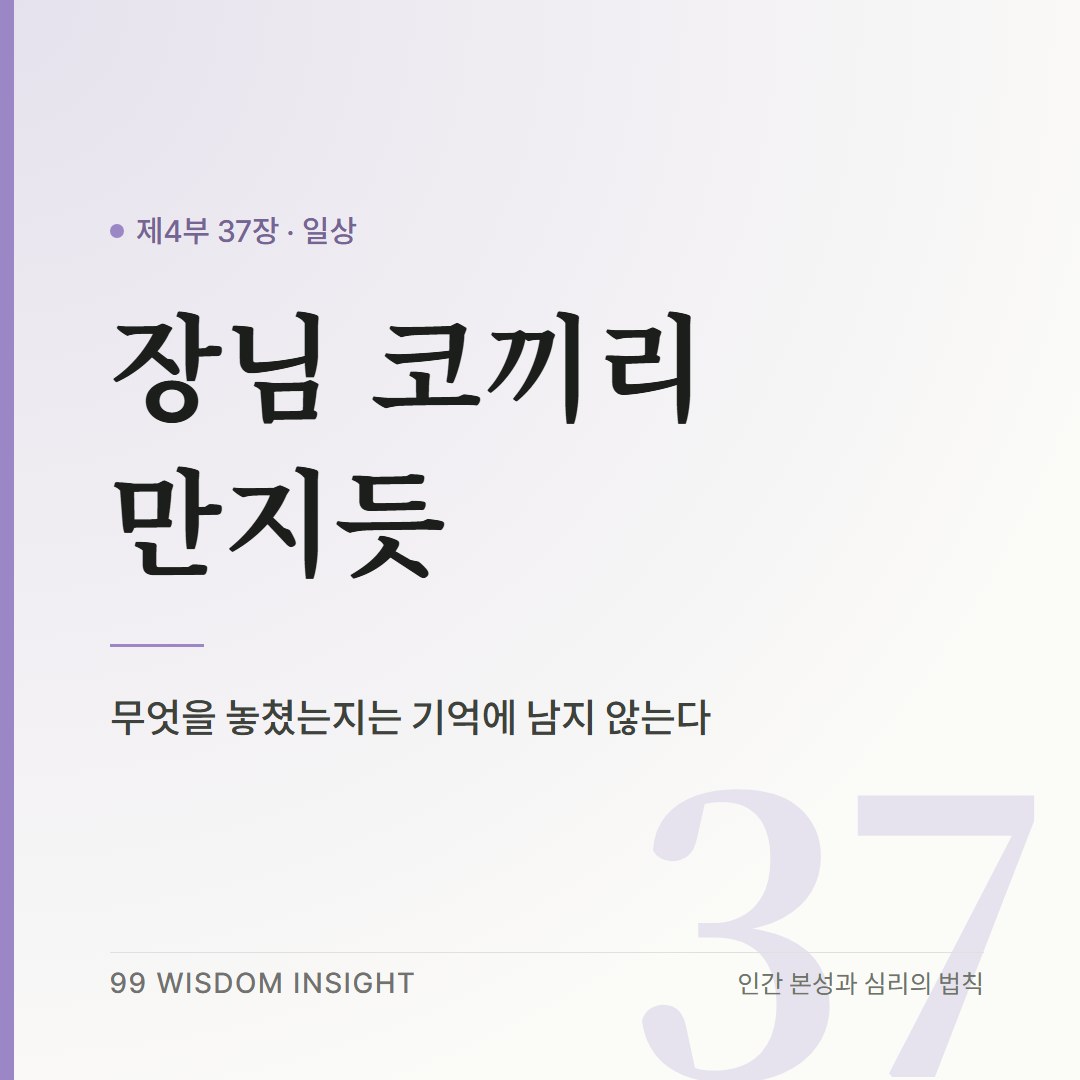 제4부 37장 · 일상
장님 코끼리
만지듯
무엇을 놓쳤는지는 기억에 남지 않는다
37
99 WISDOM INSIGHT
인간 본성과 심리의 법칙